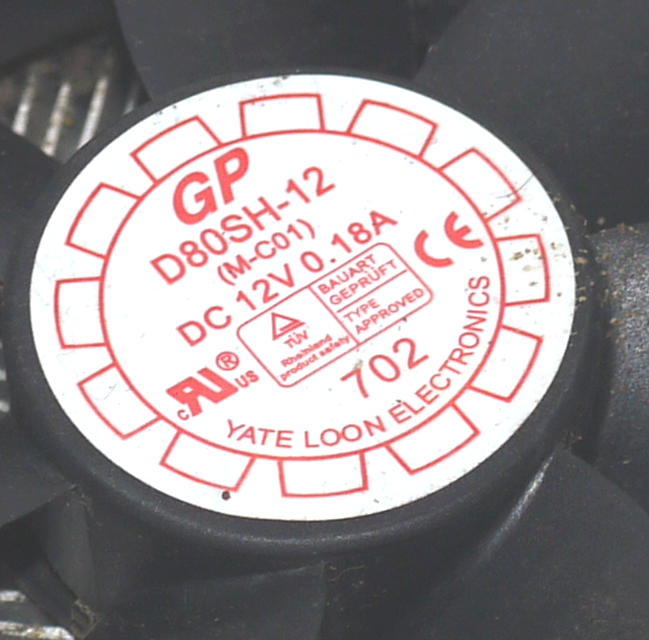 GP
D80SH-12
(M-C01)
DC 12V 0.18A
TÜV
Rheinland
product safety
BAUART
GEPRÜFT
TYPE
APPROVED
CE
c RU ® US
702
YATE LOON ELECTRONICS